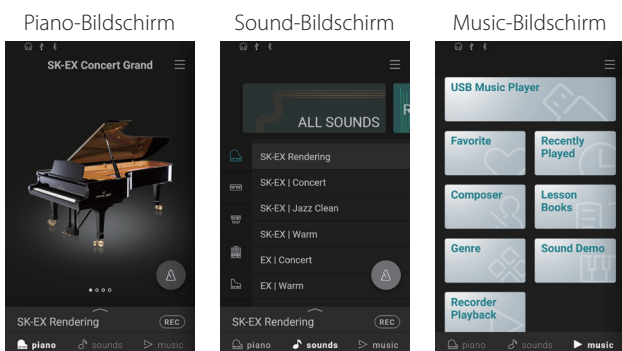 Piano-Bildschirm
SK-EX Concert Grand
SK-EX Rendering
REC
piano
sounds
music
Sound-Bildschirm
ALL SOUNDS
R
SK-EX Rendering
SK-EX | Concert
SK-EX | Jazz Clean
SK-EX | Warm
EX | Concert
EX | Warm
SK-EX Rendering
REC
piano
sounds
music
Music-Bildschirm
USB Music Player
Favorite
Recently
Played
Composer
Lesson
Books
Genre
Sound Demo
Recorder
Playback
piano
sounds
music